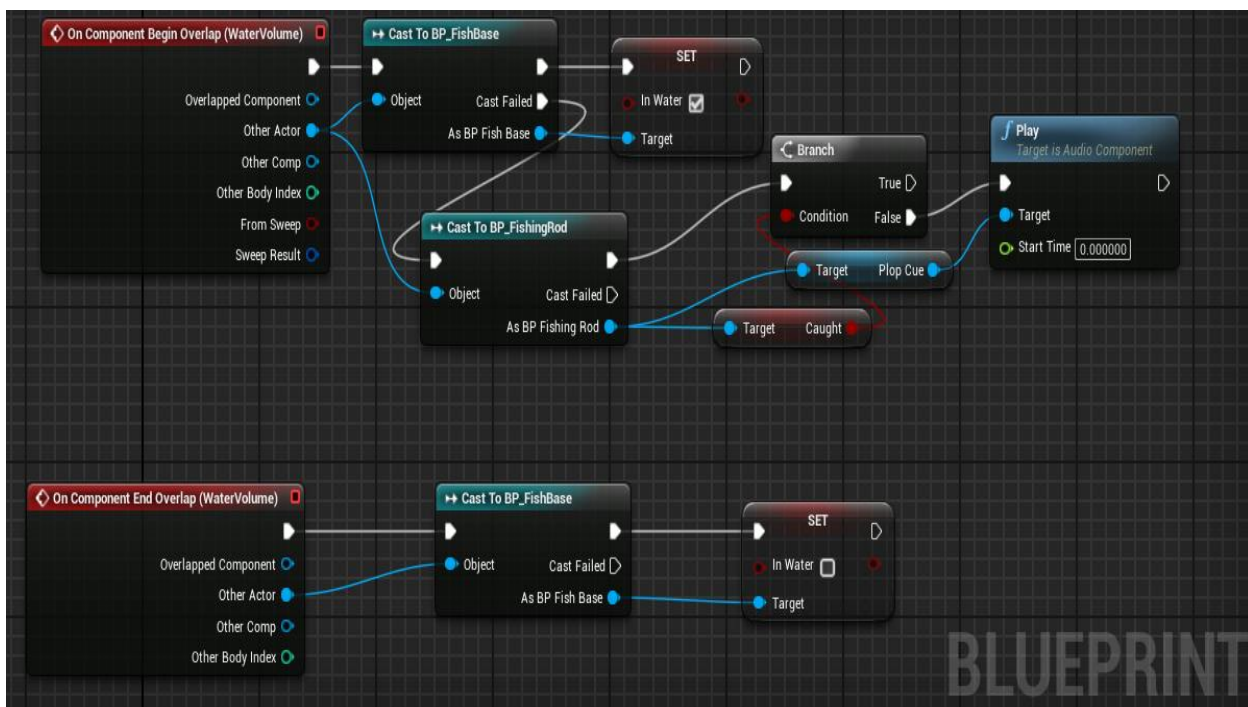 On Component Begin Overlap (WaterVolume)
Overlapped Component
Other Actor
Other Comp
Other Body Index
From Sweep
Sweep Result
Cast To BP_FishBase
Object
Cast Failed
As BP Fish Base
SET
In Water
Target
Cast To BP_FishingRod
Object
Cast Failed
As BP Fishing Rod
Branch
True
Condition
False
Target
Plop Cue
Target
Caught
f Play
Target is Audio Component
Target
Start Time 0.000000
On Component End Overlap (WaterVolume)
Overlapped Component
Other Actor
Other Comp
Other Body Index
Cast To BP_FishBase
Object
Cast Failed
As BP Fish Base
SET
In Water
Target
BLUEPRINT